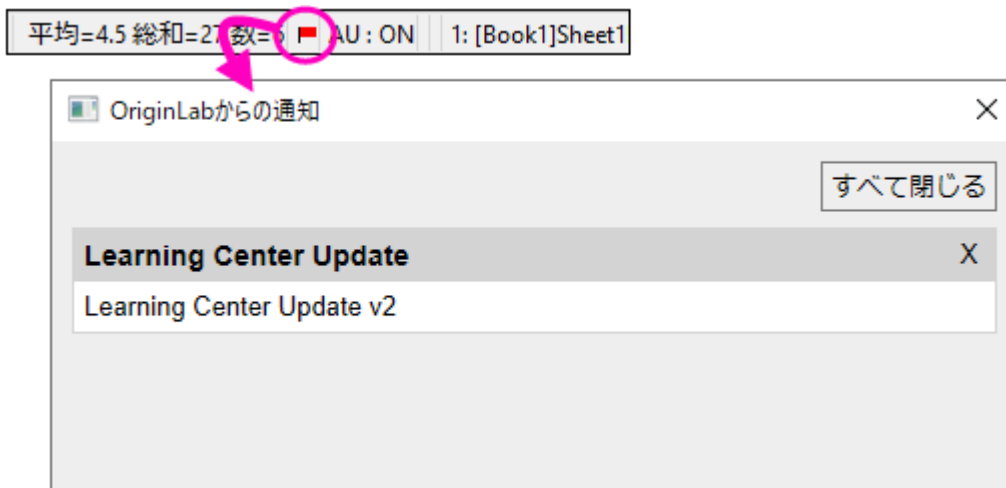 平均=4.5 総和=27 数=6 AU : ON 1: [Book1]Sheet1
OriginLabからの通知
すべて閉じる
Learning Center Update X
Learning Center Update v2